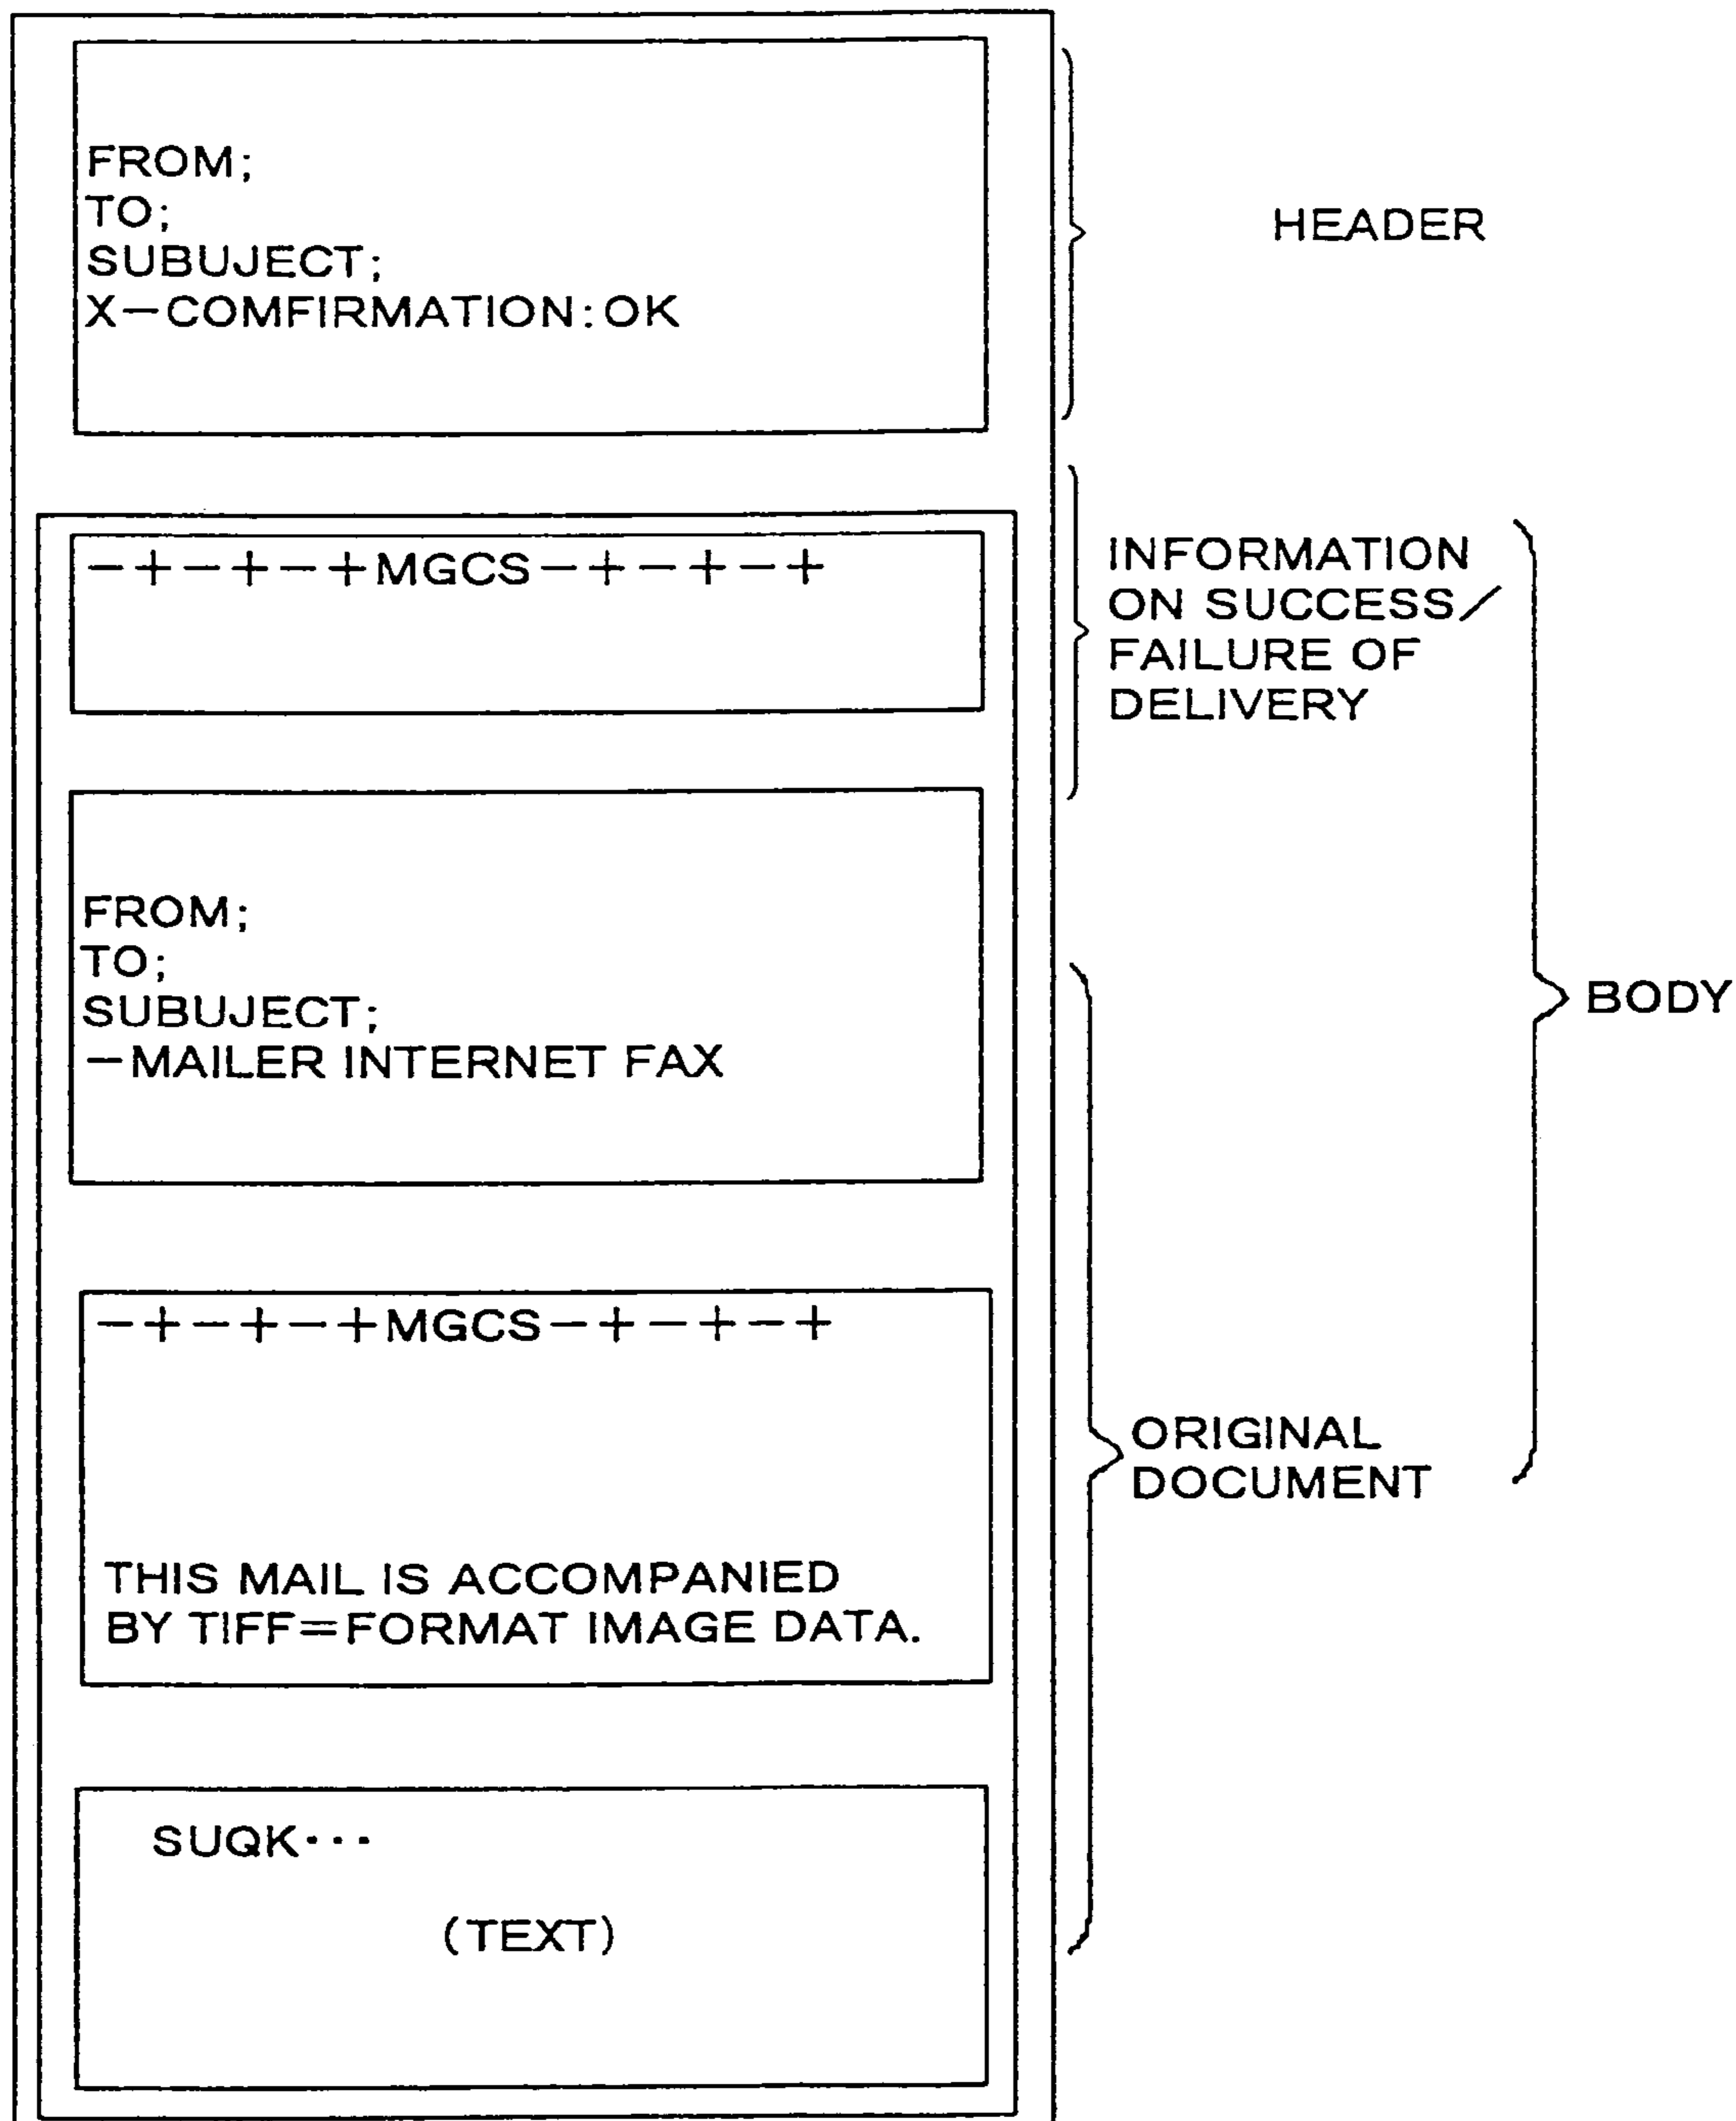 FROM;
TO;
SUBUJECT;
X-COMFIRMATION:OK
HEADER
-+-+-+MGCS-+-+-+
INFORMATION
ON SUCCESS/
FAILURE OF
DELIVERY
FROM;
TO;
SUBUJECT;
-MAILER INTERNET FAX
BODY
-+-+-+MGCS-+-+-+
THIS MAIL IS ACCOMPANIED
BY TIFF=FORMAT IMAGE DATA.
ORIGINAL
DOCUMENT
SUQK···
(TEXT)